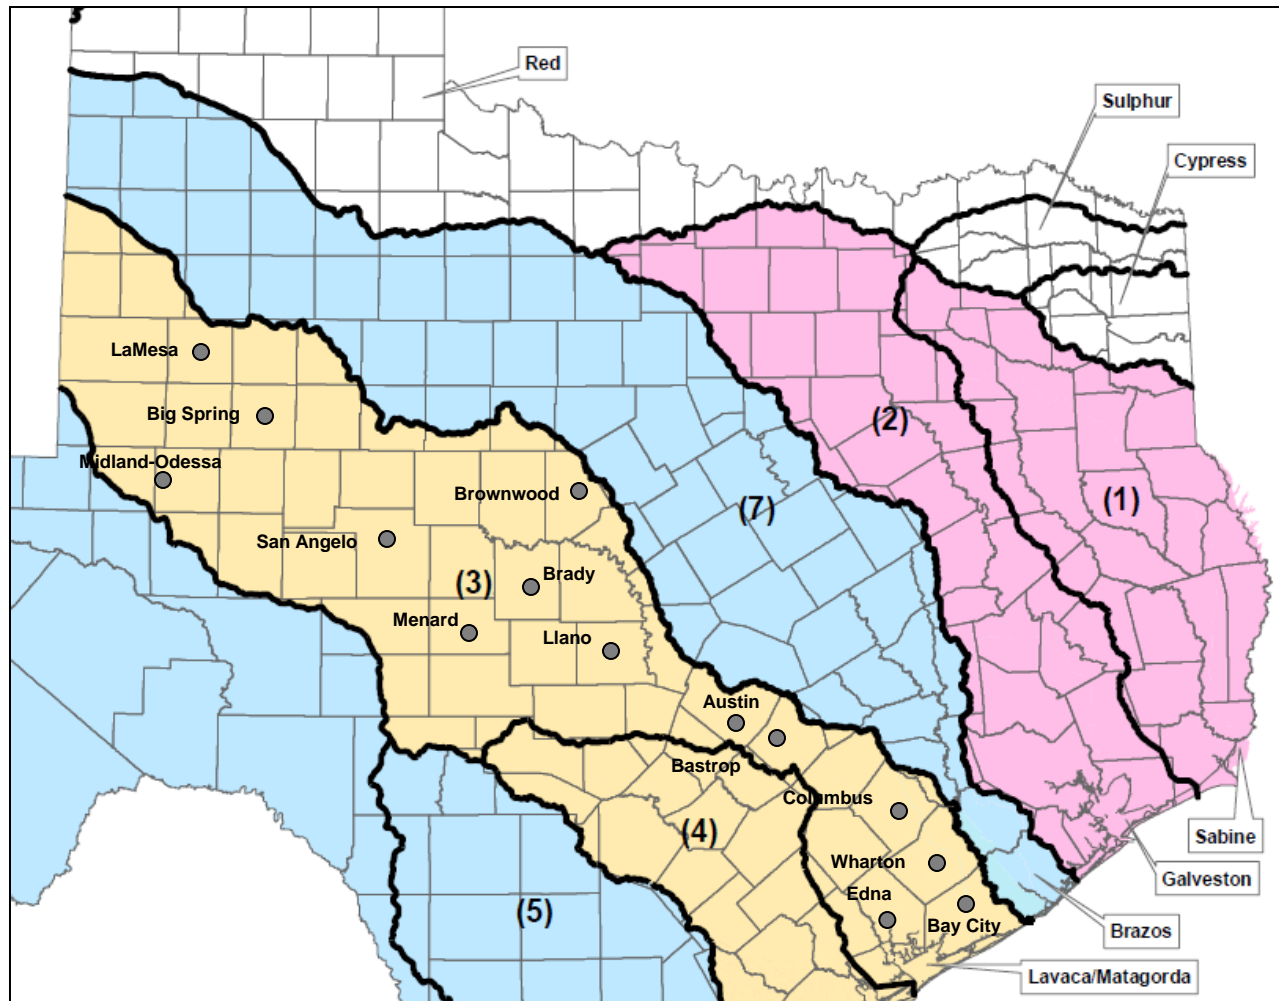 Red
Sulphur
Cypress
LaMesa
Big Spring
(2)
Midland-Odessa
Brownwood
(7)
(1)
San Angelo
Brady
(3)
Menard
Llano
Austin
Bastrop
Columbus
(4)
Sabine
Wharton
Galveston
Edna
(5)
Bay City
Brazos
Lavaca/Matagorda